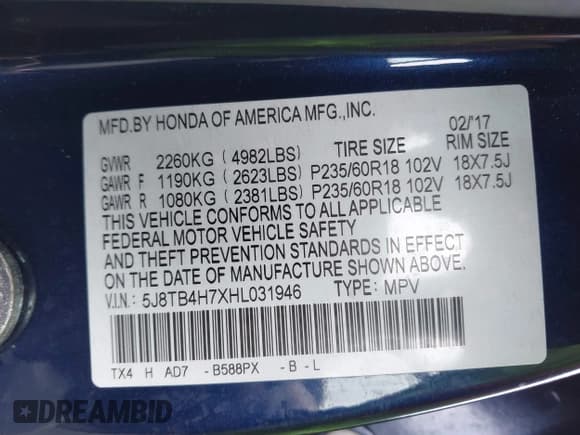 MFD.BY HONDA OF AMERICA MFG.,INC. 02/'17
GVWR 2260KG ( 4982LBS) TIRE SIZE RIM SIZE
GAWR F 1190KG ( 2623LBS) P235/60R18 102V 18X7.5J
GAWR R 1080KG ( 2381LBS) P235/60R18 102V 18X7.5J
THIS VEHICLE CONFORMS TO ALL APPLICABLE
FEDERAL MOTOR VEHICLE SAFETY
AND THEFT PREVENTION STANDARDS IN EFFECT
ON THE DATE OF MANUFACTURE SHOWN ABOVE.
V.I.N.: 5J8TB4H7XHL031946 TYPE: MPV
TX4 H AD7 -B588PX -B-L
DREAMBID